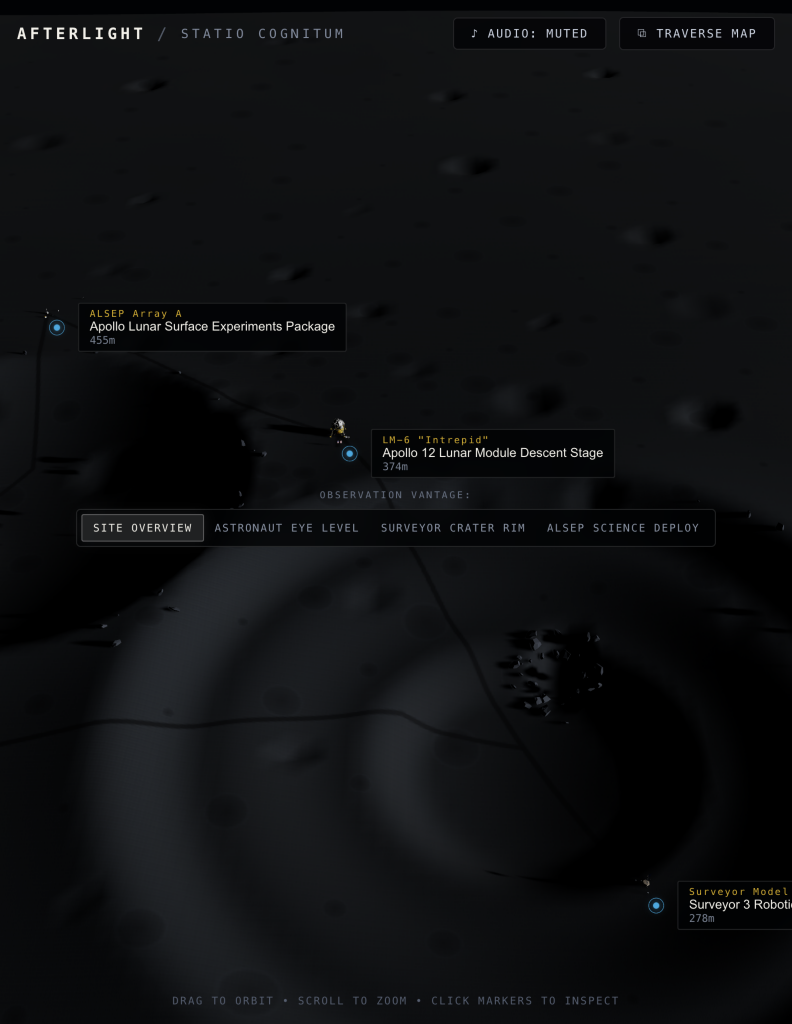 AFTERLIGHT / STATIO COGNITUM
♪ AUDIO: MUTED
TRAVERSE MAP
ALSEP Array A
Apollo Lunar Surface Experiments Package
455m
LM-6 "Intrepid"
Apollo 12 Lunar Module Descent Stage
374m
OBSERVATION VANTAGE:
SITE OVERVIEW ASTRONAUT EYE LEVEL SURVEYOR CRATER RIM ALSEP SCIENCE DEPLOY
Surveyor Model
Surveyor 3 Roboti
278m
DRAG TO ORBIT • SCROLL TO ZOOM • CLICK MARKERS TO INSPECT